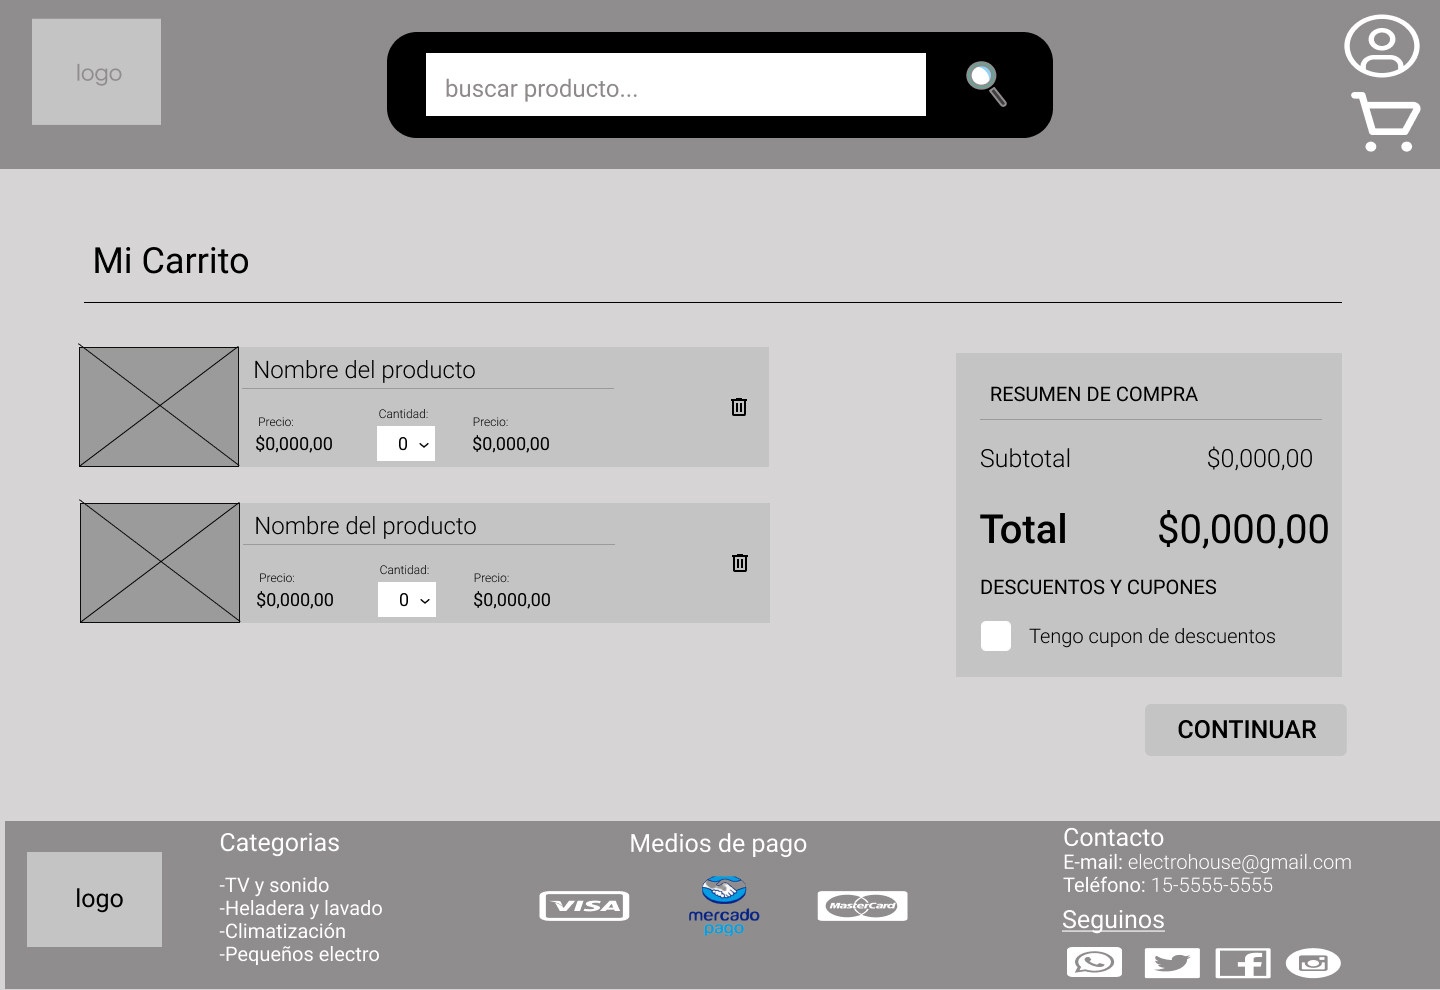 logo
buscar producto...
Mi Carrito
Nombre del producto
Precio:
Cantidad:
Precio:
$0,000,00
0
$0,000,00
Nombre del producto
Precio:
Cantidad:
Precio:
$0,000,00
0
$0,000,00
RESUMEN DE COMPRA
Subtotal $0,000,00
Total $0,000,00
DESCUENTOS Y CUPONES
Tengo cupon de descuentos
CONTINUAR
logo
Categorias
-TV y sonido
-Heladera y lavado
-Climatización
-Pequeños electro
Medios de pago
VISA
mercado
pago
MasterCard
Contacto
E-mail: electrohouse@gmail.com
Teléfono: 15-5555-5555
Seguinos